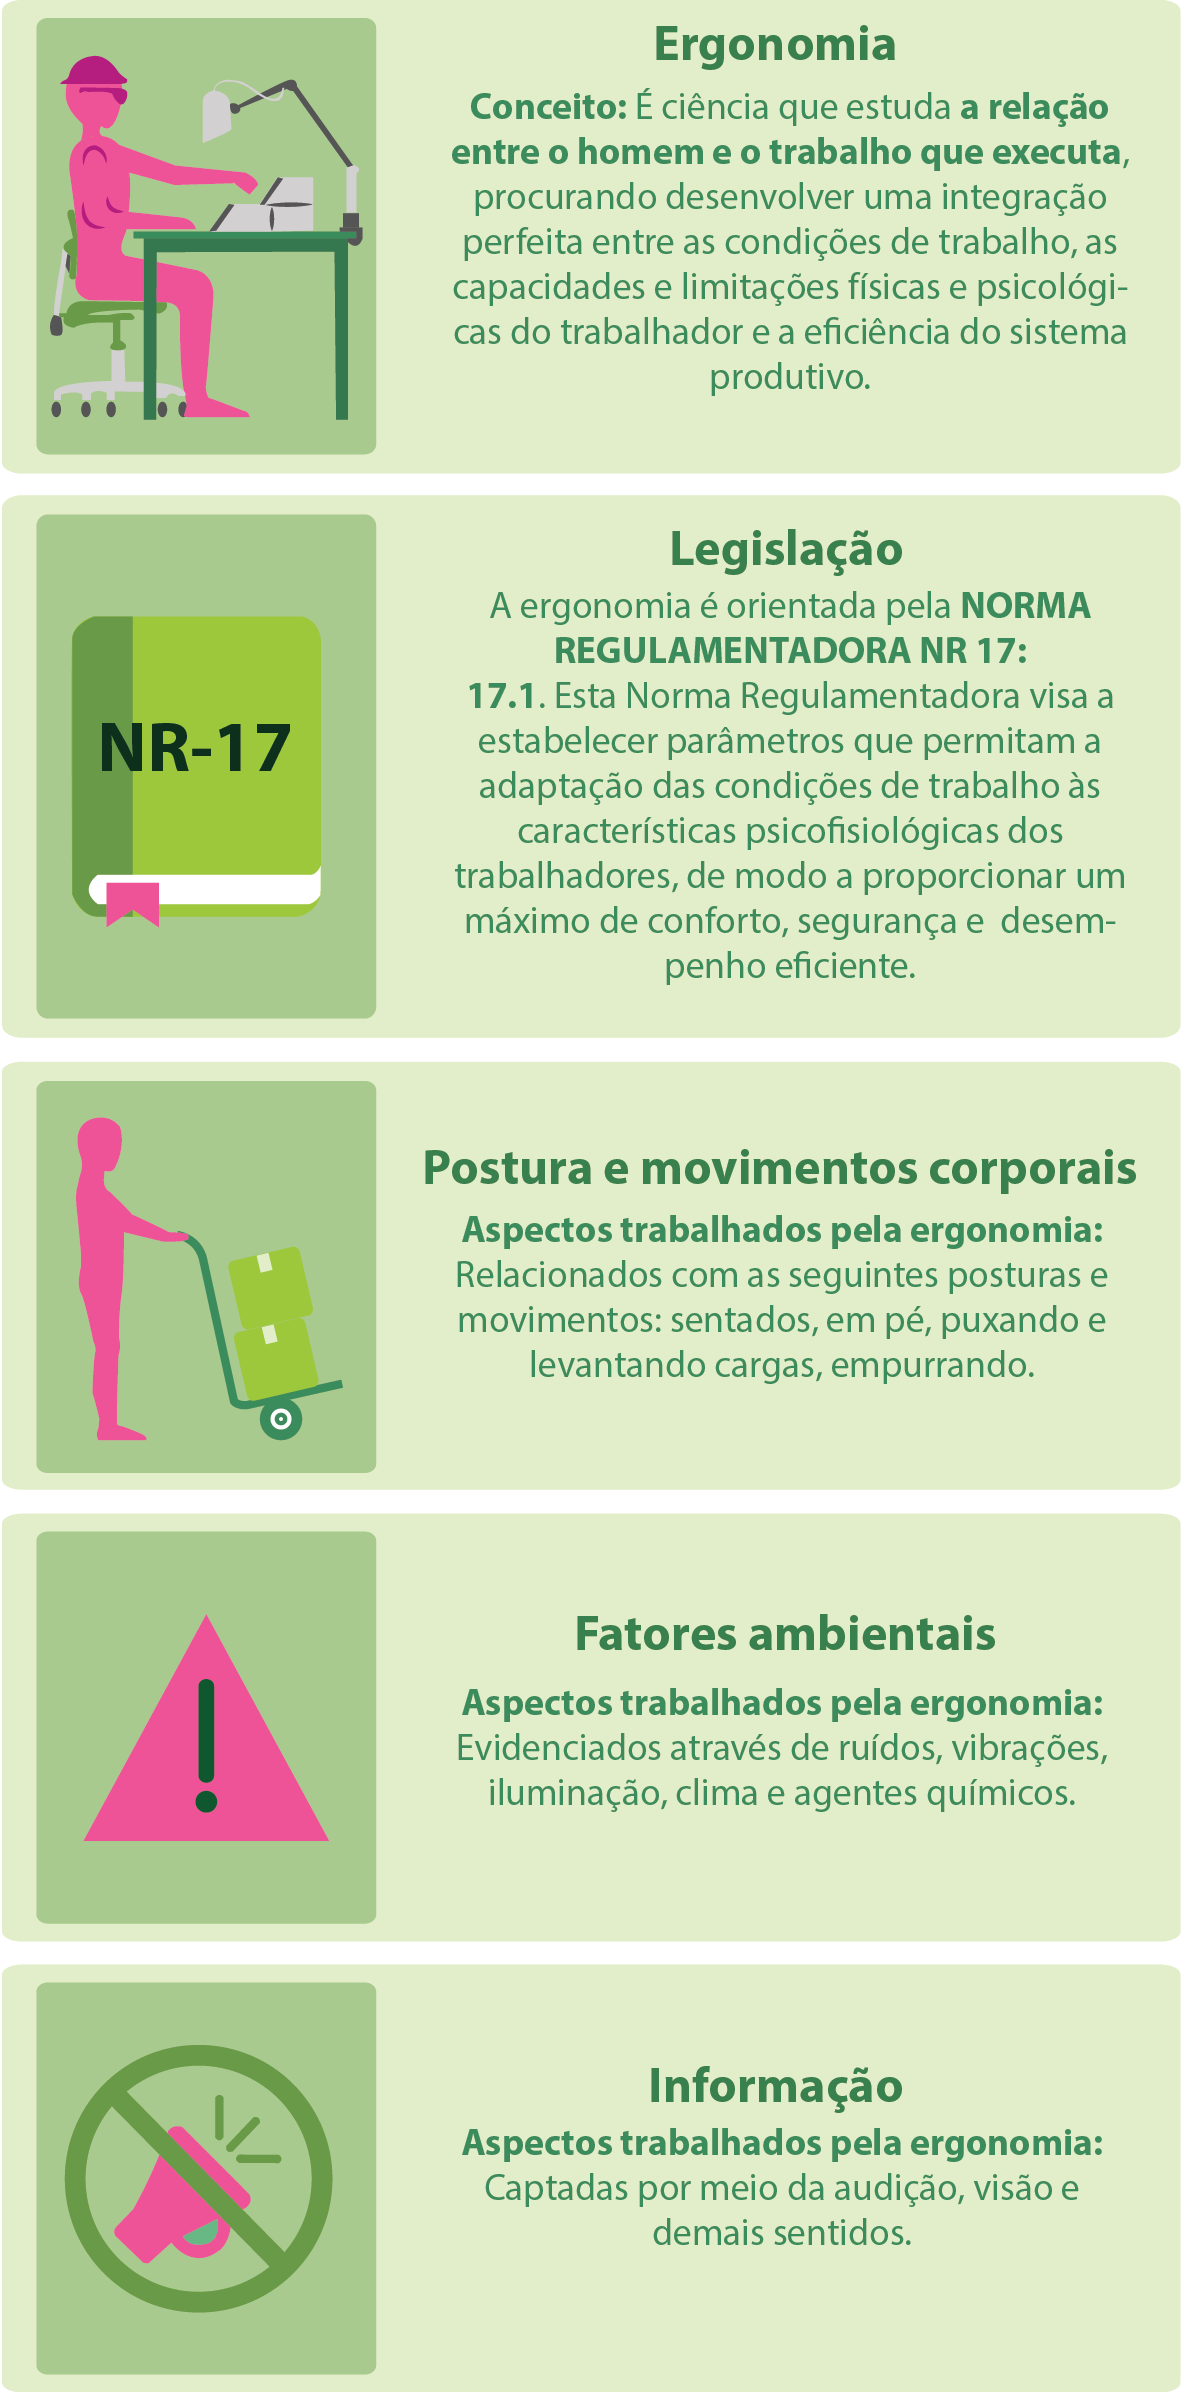 Ergonomia
Conceito: É ciência que estuda a relação
entre o homem e o trabalho que executa,
procurando desenvolver uma integração
perfeita entre as condições de trabalho, as
capacidades e limitações físicas e psicológi-
cas do trabalhador e a eficiência do sistema
produtivo.
NR-17
Legislação
A ergonomia é orientada pela NORMA
REGULAMENTADORA NR 17:
17.1. Esta Norma Regulamentadora visa a
estabelecer parâmetros que permitam a
adaptação das condições de trabalho às
características psicofisiológicas dos
trabalhadores, de modo a proporcionar um
máximo de conforto, segurança e desem-
penho eficiente.
Postura e movimentos corporais
Aspectos trabalhados pela ergonomia:
Relacionados com as seguintes posturas e
movimentos: sentados, em pé, puxando e
levantando cargas, empurrando.
Fatores ambientais
Aspectos trabalhados pela ergonomia:
Evidenciados através de ruídos, vibrações,
iluminação, clima e agentes químicos.
Informação
Aspectos trabalhados pela ergonomia:
Captadas por meio da audição, visão e
demais sentidos.